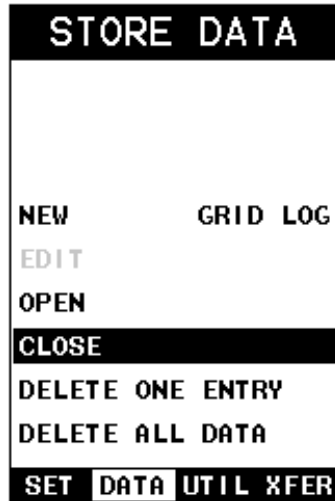 STORE DATA
NEW GRID LOG
EDIT
OPEN
CLOSE
DELETE ONE ENTRY
DELETE ALL DATA
SET DATA UTIL XFER